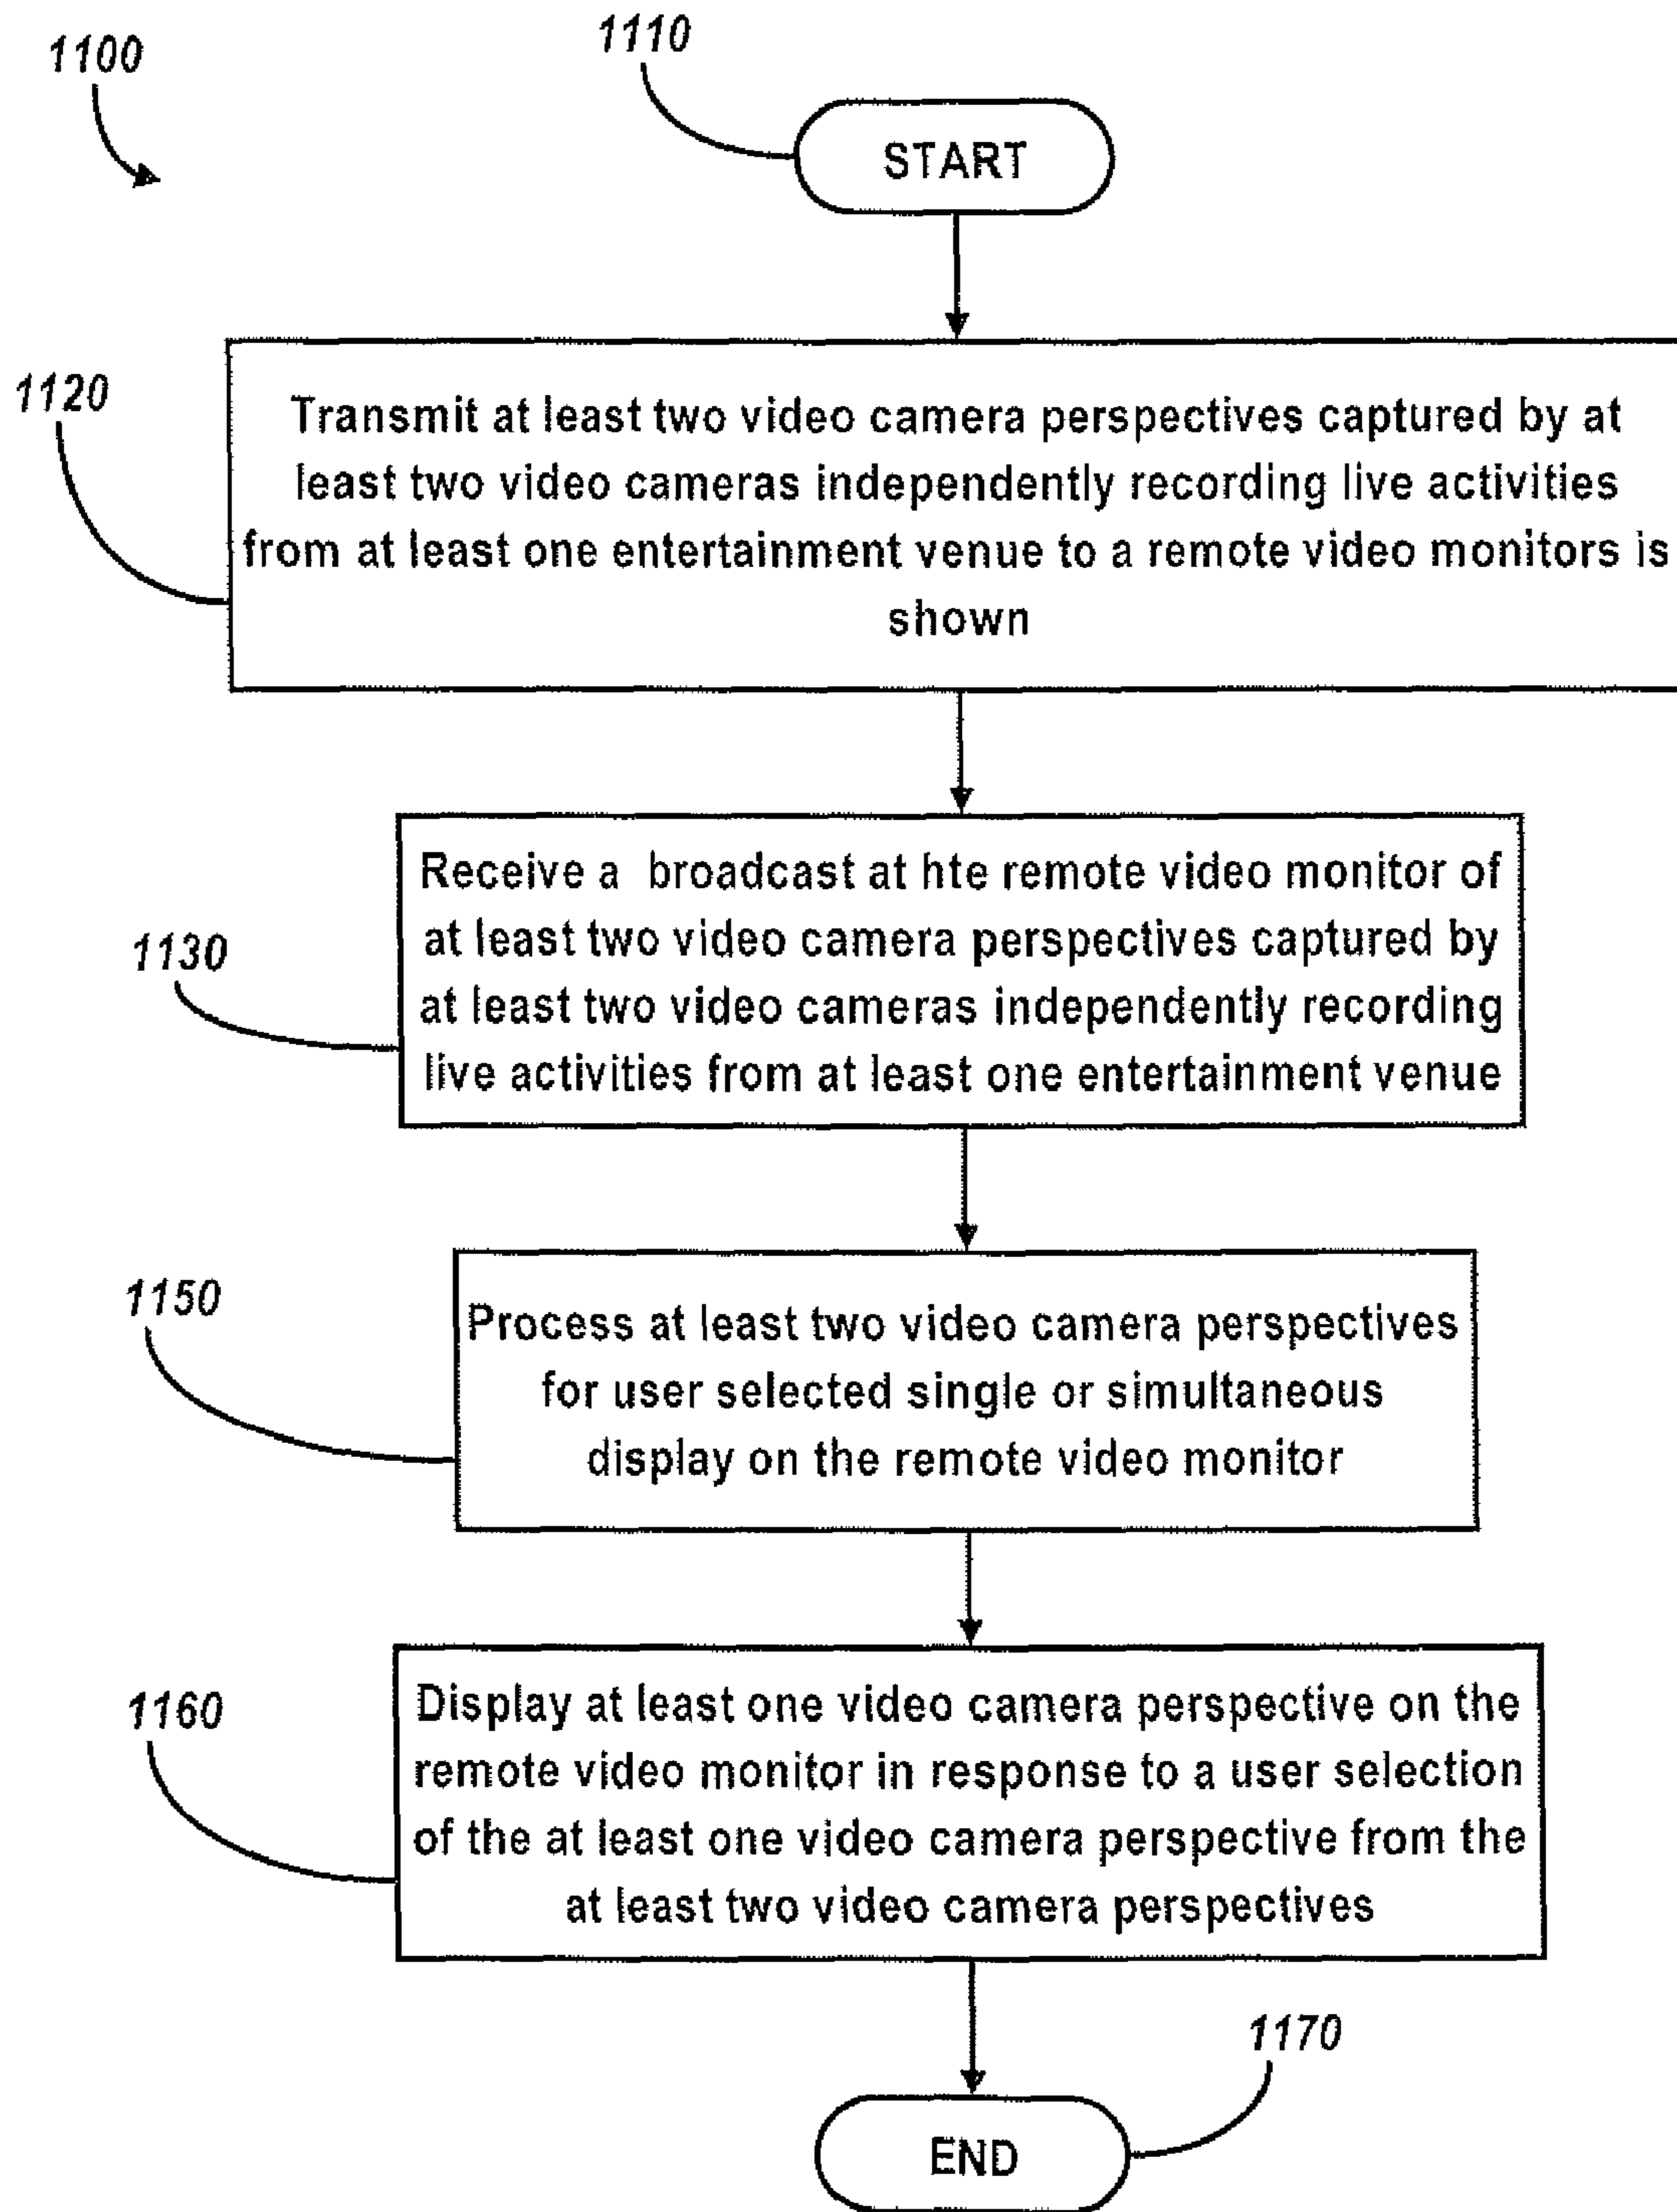 1100
1110
START
1120
Transmit at least two video camera perspectives captured by at
least two video cameras independently recording live activities
from at least one entertainment venue to a remote video monitors is
shown
1130
Receive a broadcast at hte remote video monitor of
at least two video camera perspectives captured by
at least two video cameras independently recording
live activities from at least one entertainment venue
1150
Process at least two video camera perspectives
for user selected single or simultaneous
display on the remote video monitor
1160
Display at least one video camera perspective on the
remote video monitor in response to a user selection
of the at least one video camera perspective from the
at least two video camera perspectives
1170
END